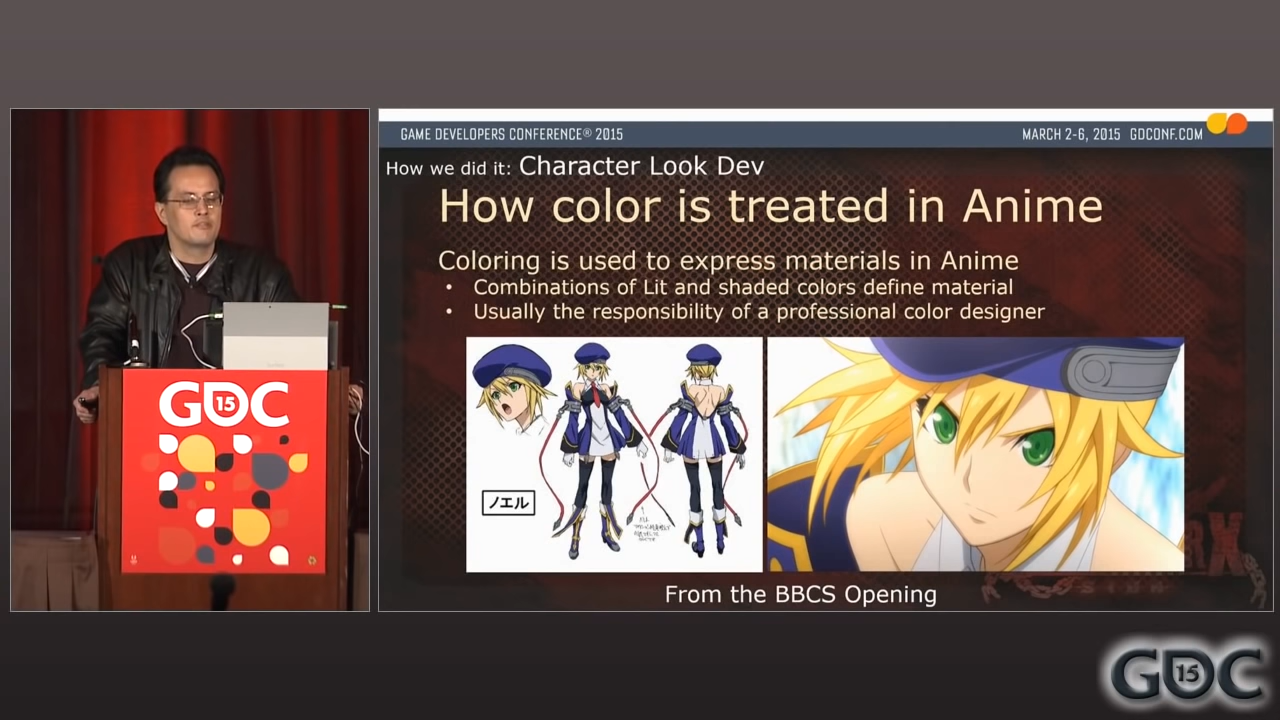 GAME DEVELOPERS CONFERENCE® 2015
MARCH 2-6, 2015 GDCONF.COM
How we did it: Character Look Dev
How color is treated in Anime
Coloring is used to express materials in Anime
• Combinations of Lit and shaded colors define material
• Usually the responsibility of a professional color designer
ノエル
From the BBCS Opening
GDC
15
GDC
15